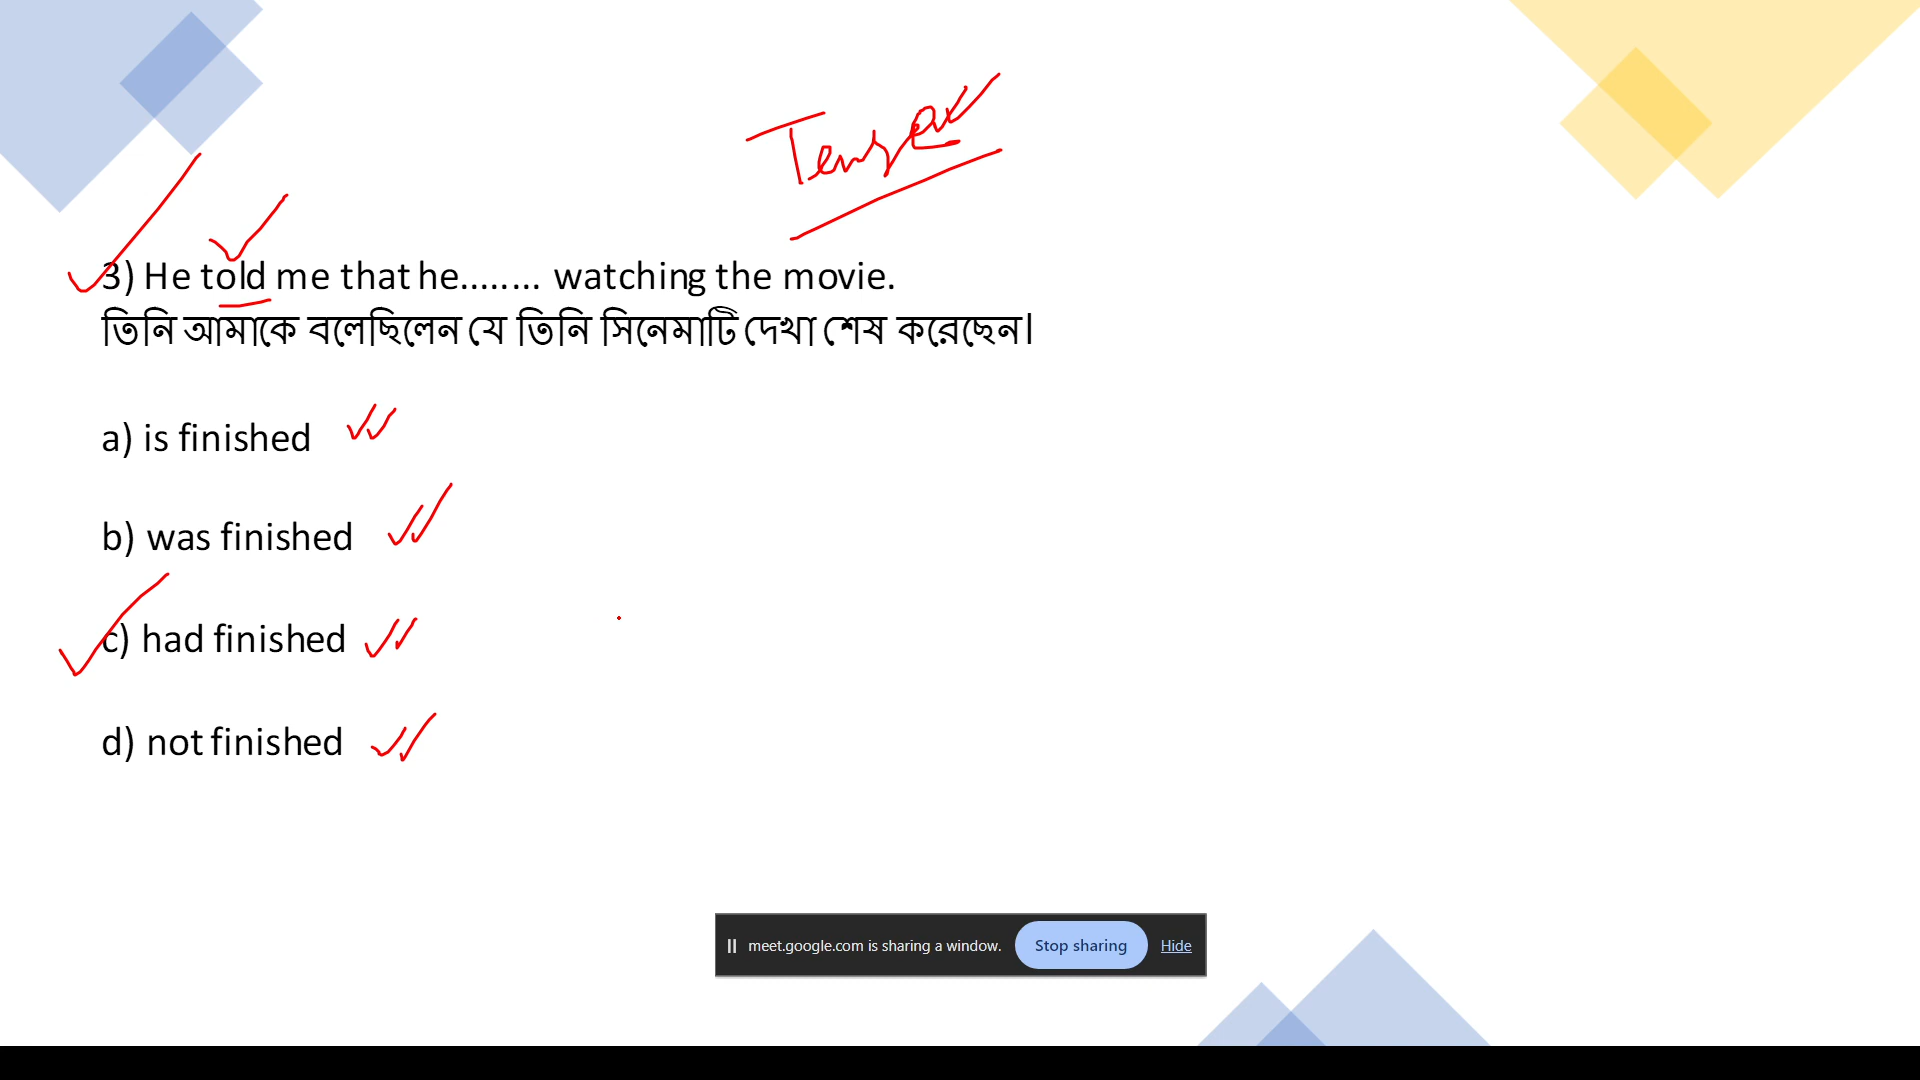 Tense
3) He told me that he........ watching the movie.
তিনি আমাকে বলেছিলেন যে তিনি সিনেমাটি দেখা শেষ করেছেন।
a) is finished
b) was finished
c) had finished
d) not finished
meet.google.com is sharing a window. Stop sharing Hide